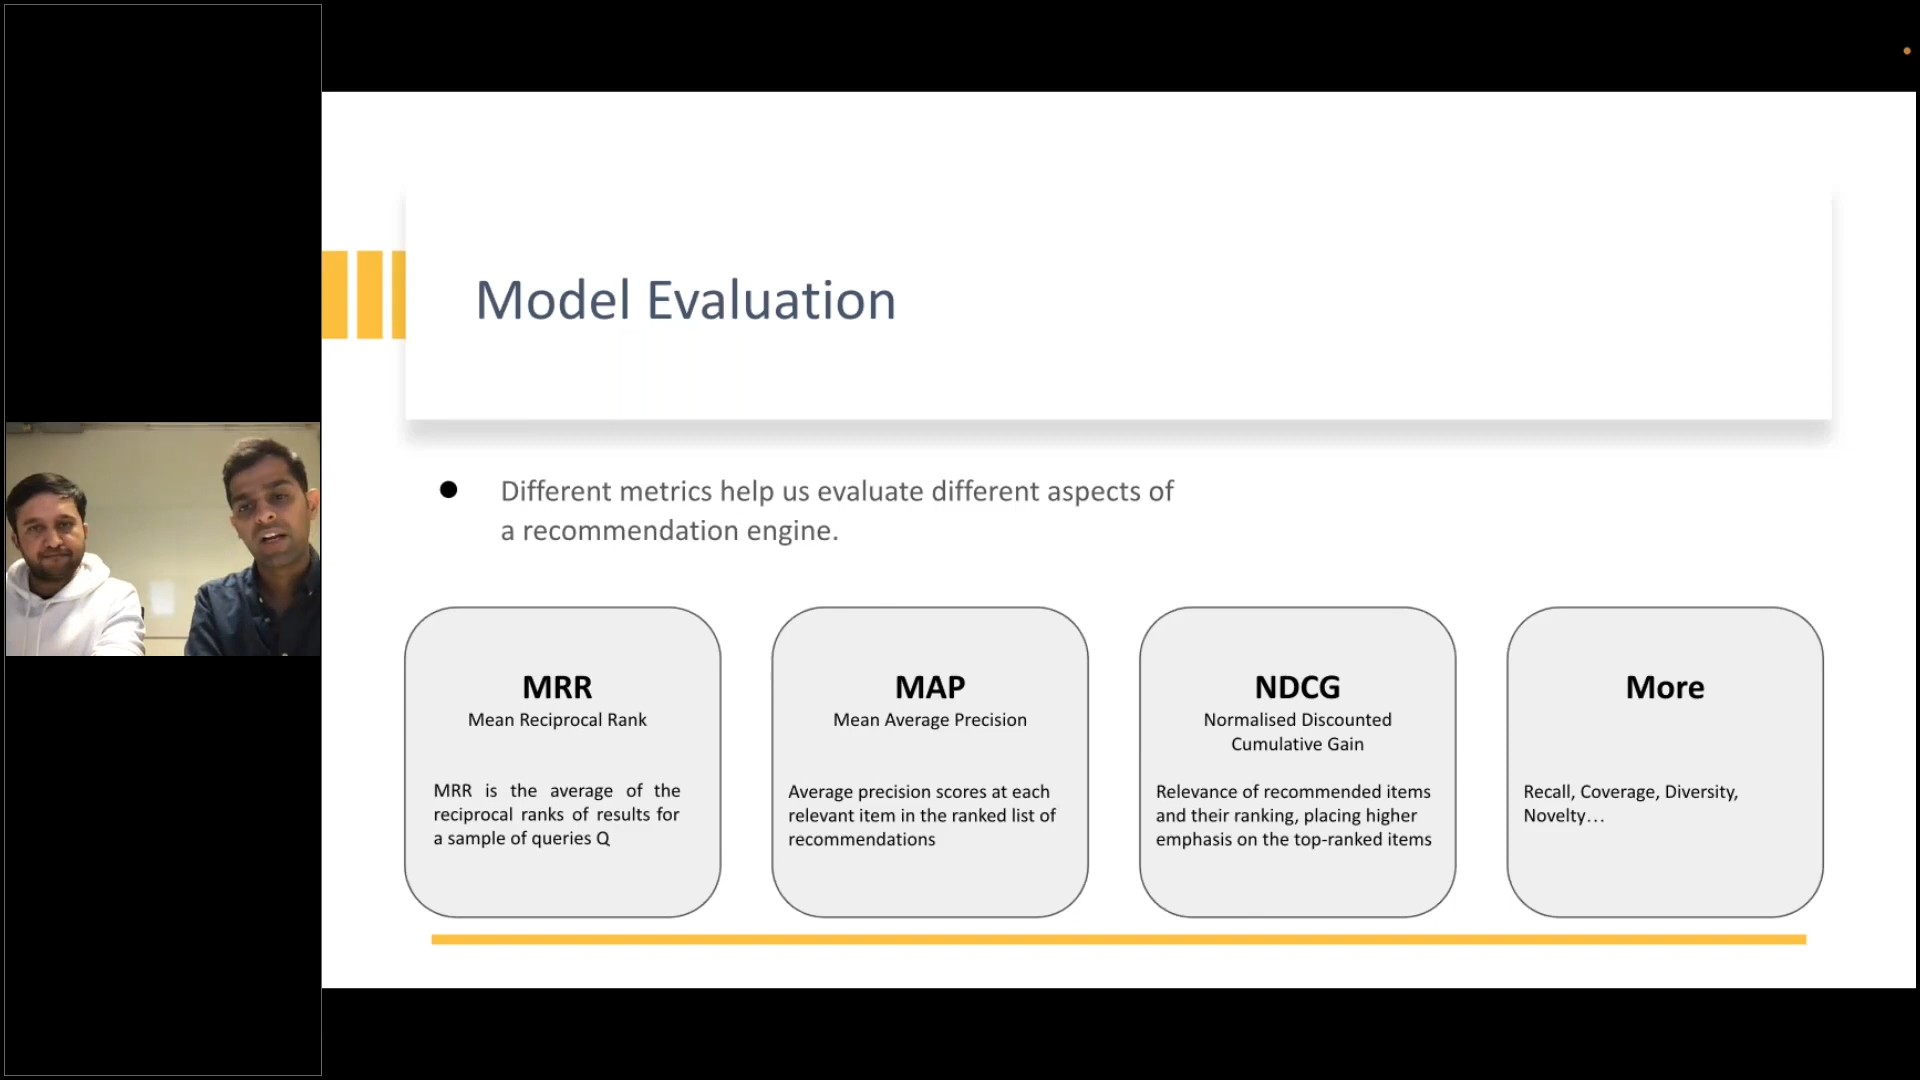 Model Evaluation
● Different metrics help us evaluate different aspects of
a recommendation engine.
MRR
Mean Reciprocal Rank
MRR is the average of the
reciprocal ranks of results for
a sample of queries Q
MAP
Mean Average Precision
Average precision scores at each
relevant item in the ranked list of
recommendations
NDCG
Normalised Discounted
Cumulative Gain
Relevance of recommended items
and their ranking, placing higher
emphasis on the top-ranked items
More
Recall, Coverage, Diversity,
Novelty...